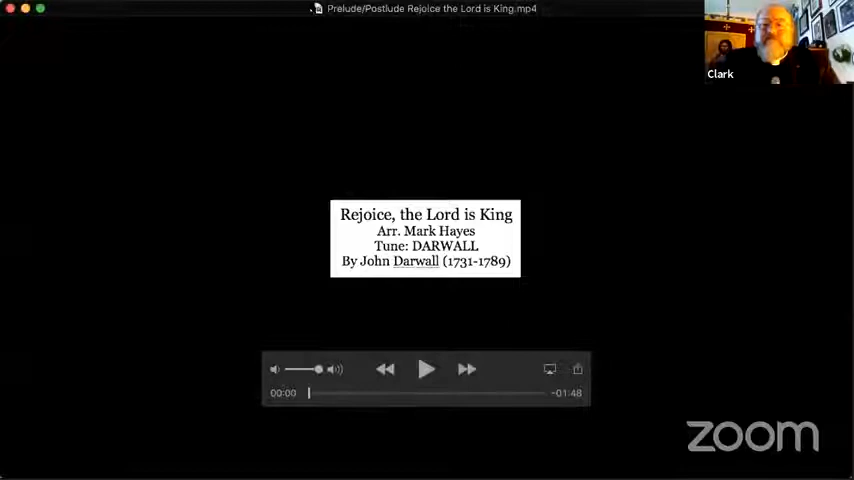 Prelude/Postlude Rejoice the Lord is King.mp4
Clark
Rejoice, the Lord is King
Arr. Mark Hayes
Tune: DARWALL
By John Darwall (1731-1789)
00:00
-01:48
zoom